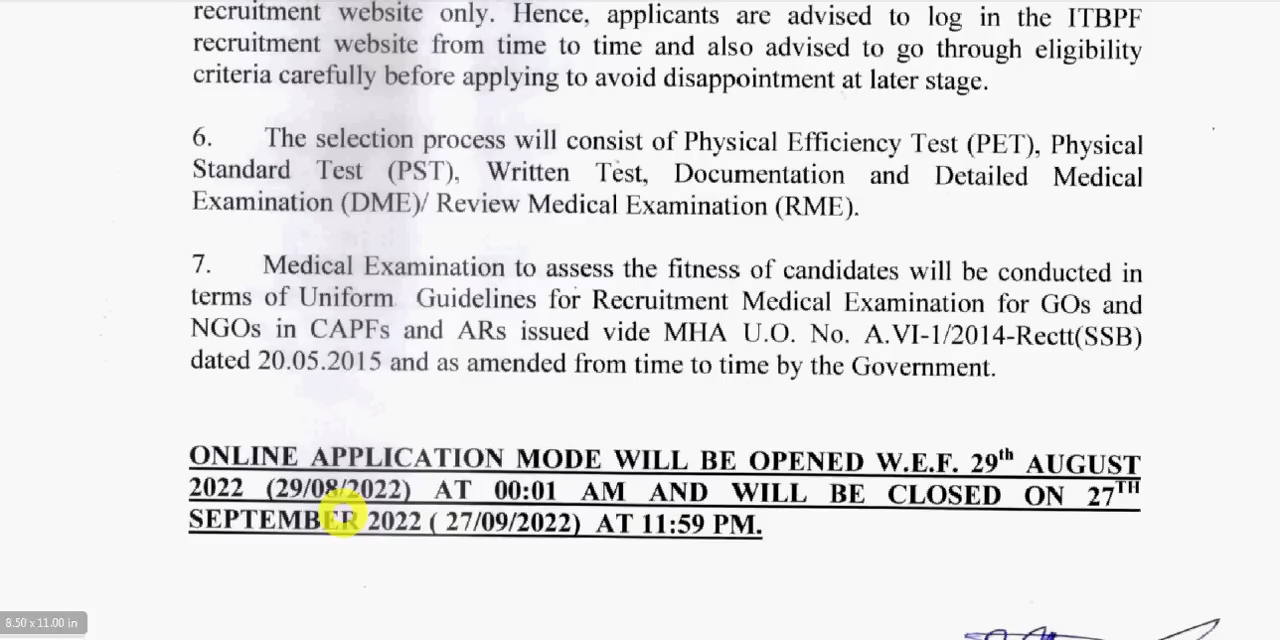 recruitment website only. Hence, applicants are advised to log in the ITBPF
recruitment website from time to time and also advised to go through eligibility
criteria carefully before applying to avoid disappointment at later stage.
6. The selection process will consist of Physical Efficiency Test (PET), Physical
Standard Test (PST), Written Test, Documentation and Detailed Medical
Examination (DME)/ Review Medical Examination (RME).
7. Medical Examination to assess the fitness of candidates will be conducted in
terms of Uniform Guidelines for Recruitment Medical Examination for GOs and
NGOs in CAPFs and ARs issued vide MHA U.O. No. A.VI-1/2014-Rectt(SSB)
dated 20.05.2015 and as amended from time to time by the Government.
ONLINE APPLICATION MODE WILL BE OPENED W.E.F. 29th AUGUST
2022 (29/08/2022) AT 00:01 AM AND WILL BE CLOSED ON 27TH
SEPTEMBER 2022 ( 27/09/2022) AT 11:59 PM.
8.50 x 11.00 in